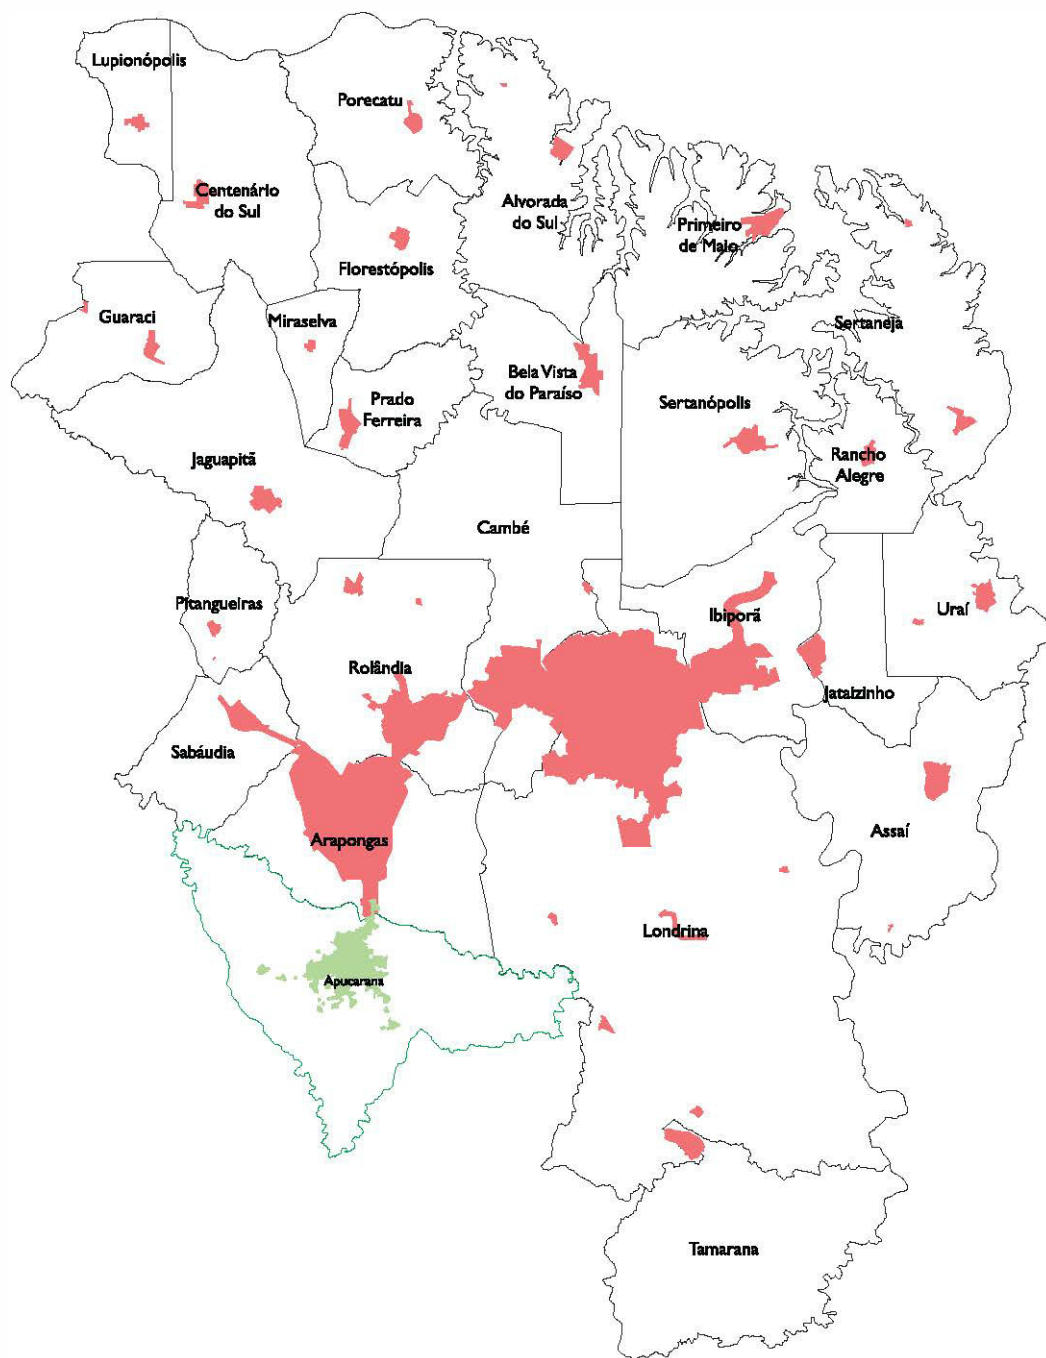 Lupionópolis
Porecatu
Centenário
do Sul
Alvorada
do Sul
Primeiro
de Maio
Florestópolis
Guaraci
Miraselva
Sertaneja
Bela Vista
do Paraíso
Prado
Ferreira
Sertanópolis
Jaguapitã
Rancho
Alegre
Cambé
Pitangueiras
Ibiporã
Uraí
Rolândia
Jataizinho
Sabáudia
Assaí
Arapongas
Londrina
Apucarana
Tamarana